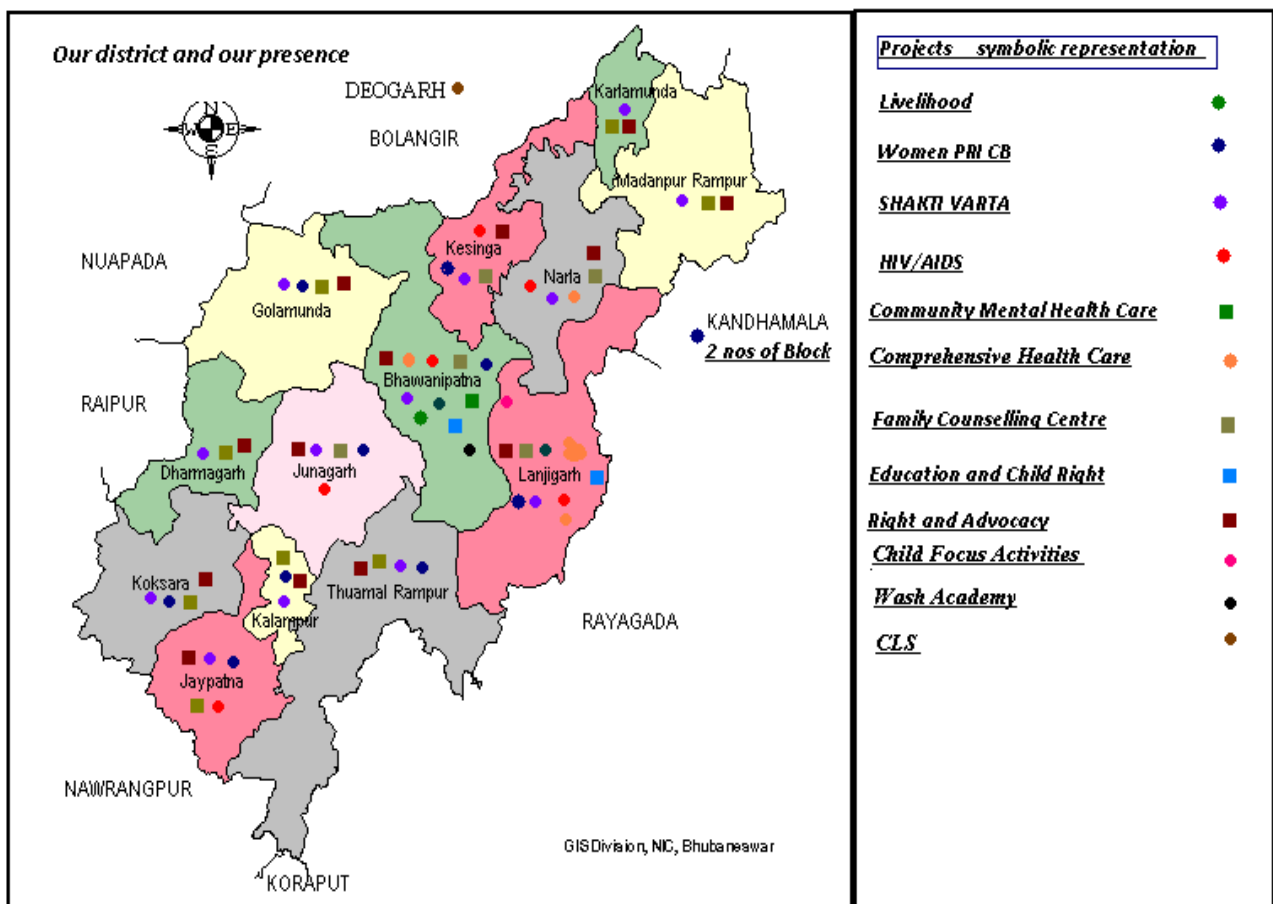 Our district and our presence
DEOGARH
BOLANGIR
Karlamunda
Madanpur Rampur
Kesinga
Narla
NUAPADA
Golamunda
KANDHAMALA
2 nos of Block
Bhawanipatna
RAIPUR
Dharmagarh
Junagarh
Lanjigarh
Koksara
Kalampur
Thuamal Rampur
RAYAGADA
Jaypatna
NAWRANGPUR
KORAPUT
GISDivision, NIC, Bhubaneswar
N
W E
S
Projects symbolic representation
Livelihood
Women PRI CB
SHAKTI VARTA
HIV/AIDS
Community Mental Health Care
Comprehensive Health Care
Family Counselling Centre
Education and Child Right
Right and Advocacy
Child Focus Activities
Wash Academy
CLS